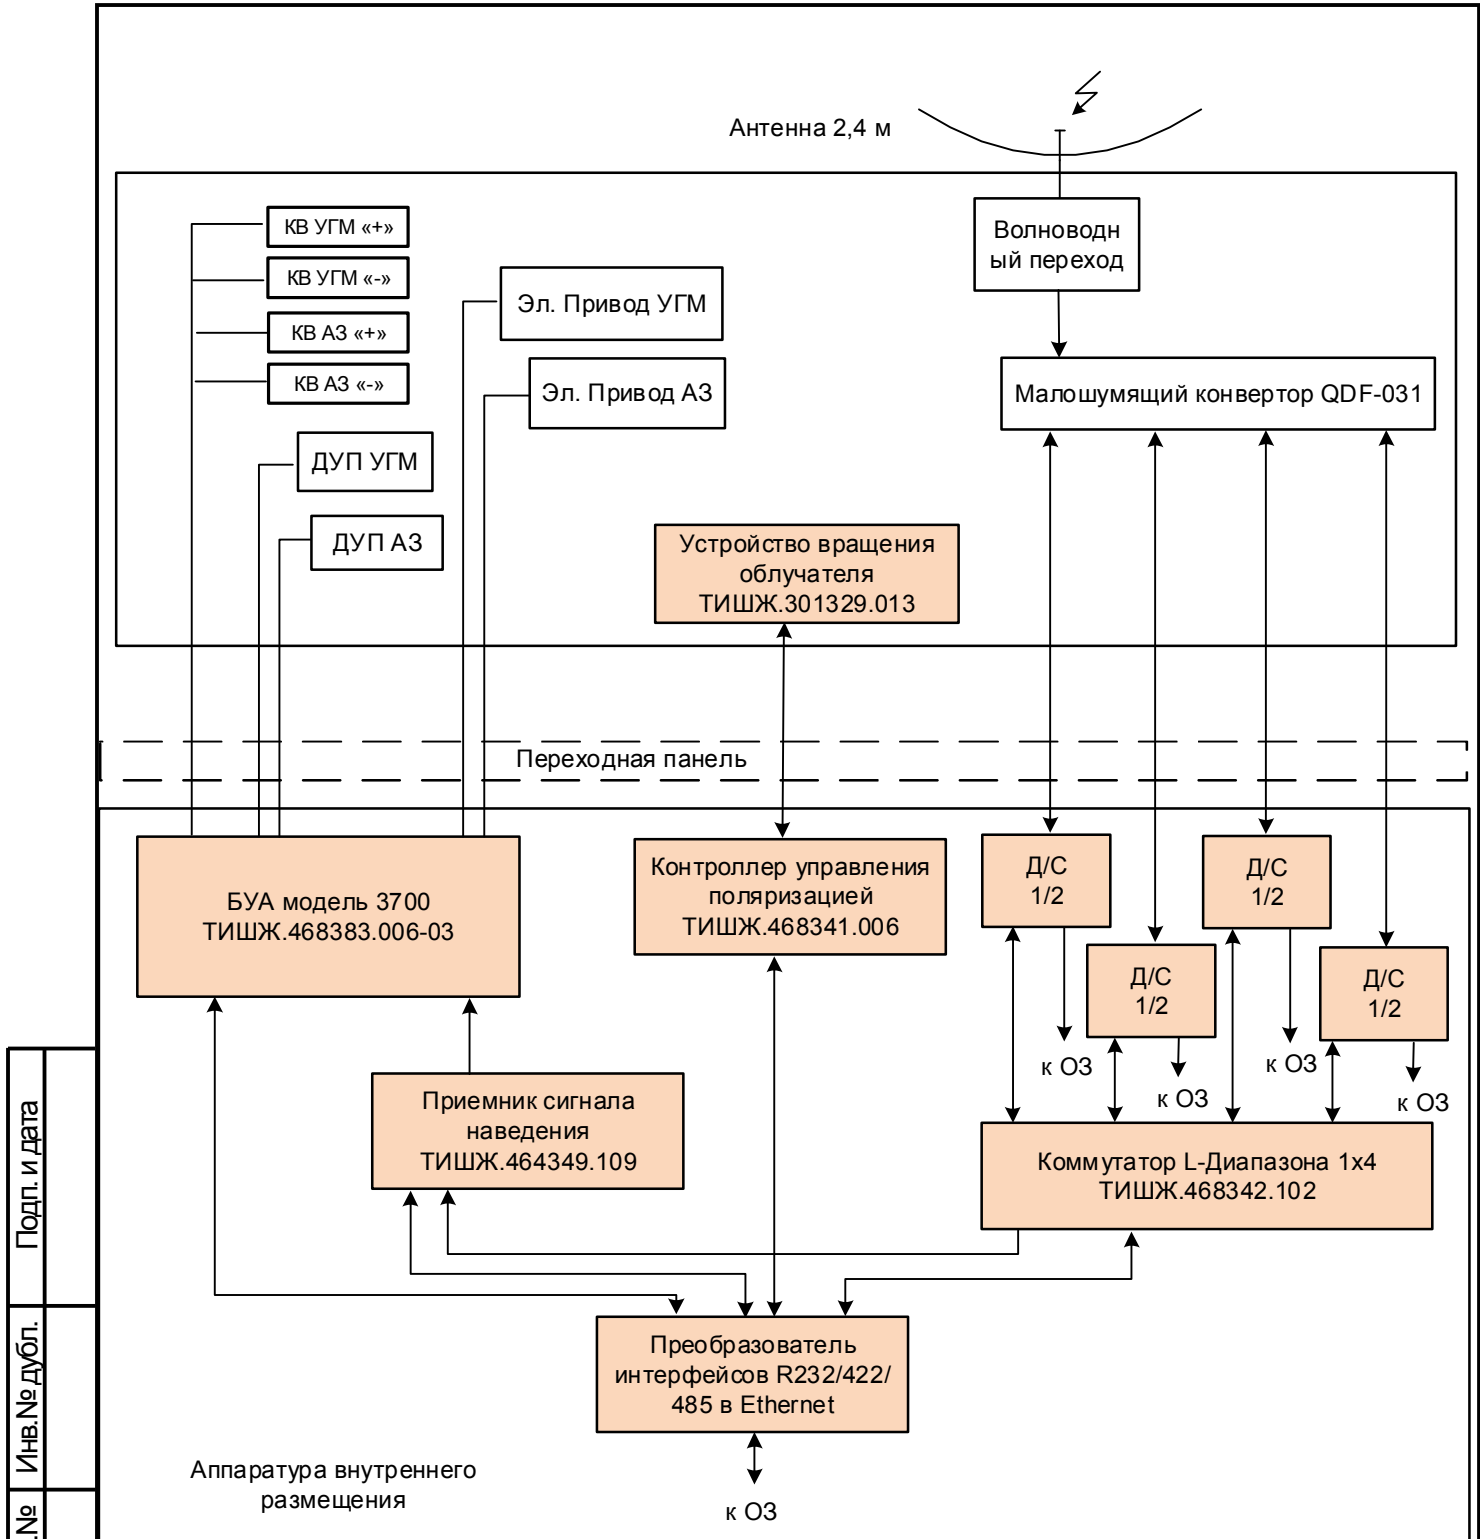 Антенна 2,4 м
КВ УГМ «+»
КВ УГМ «-»
КВ АЗ «+»
КВ АЗ «-»
Эл. Привод УГМ
Эл. Привод АЗ
ДУП УГМ
ДУП АЗ
Волноводн
ый переход
Малошумящий конвертор QDF-031
Устройство вращения
облучателя
ТИШЖ.301329.013
Переходная панель
БУА модель 3700
ТИШЖ.468383.006-03
Контроллер управления
поляризацией
ТИШЖ.468341.006
Д/С
1/2
Д/С
1/2
Д/С
1/2
Д/С
1/2
к ОЗ
к ОЗ
к ОЗ
к ОЗ
Приемник сигнала
наведения
ТИШЖ.464349.109
Коммутатор L-Диапазона 1x4
ТИШЖ.468342.102
Преобразователь
интерфейсов R232/422/
485 в Ethernet
к ОЗ
Аппаратура внутреннего
размещения
Подп. и дата
Инв.№ дубл.
.№